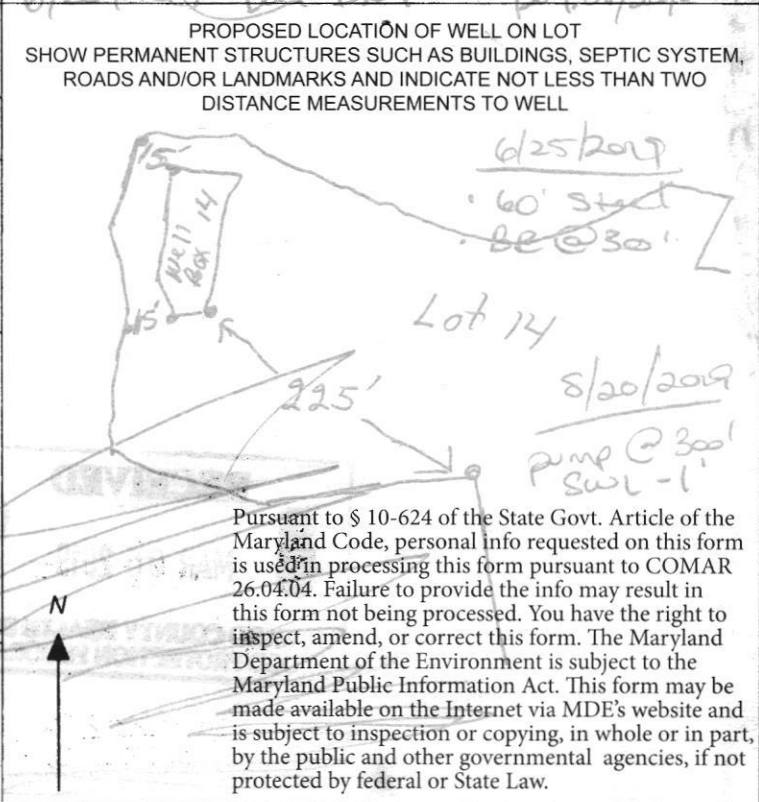 PROPOSED LOCATION OF WELL ON LOT
SHOW PERMANENT STRUCTURES SUCH AS BUILDINGS, SEPTIC SYSTEM,
ROADS AND/OR LANDMARKS AND INDICATE NOT LESS THAN TWO
DISTANCE MEASUREMENTS TO WELL
15'
6/25/2019
· 60' Steel
· BR @ 300'
Well 14
Box
15'
Lot 14
225'
8/20/2019
pump @ 300'
SWL -1'
RECEIVED
Pursuant to § 10-624 of the State Govt. Article of the
Maryland Code, personal info requested on this form
is used in processing this form pursuant to COMAR
26.04.04. Failure to provide the info may result in
this form not being processed. You have the right to
inspect, amend, or correct this form. The Maryland
Department of the Environment is subject to the
Maryland Public Information Act. This form may be
made available on the Internet via MDE's website and
is subject to inspection or copying, in whole or in part,
by the public and other governmental agencies, if not
protected by federal or State Law.
N